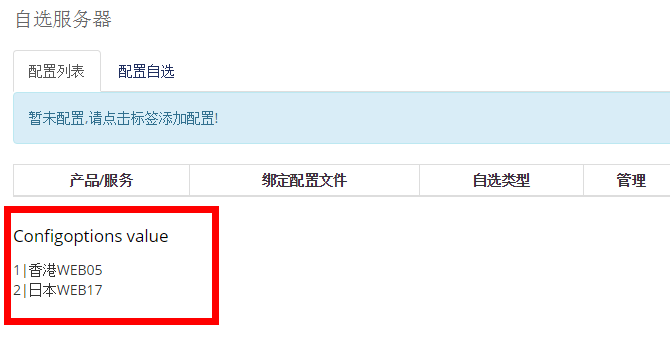 自选服务器
配置列表 配置自选
暂未配置,请点击标签添加配置!
产品/服务 绑定配置文件 自选类型 管理
Configoptions value
1|香港WEB05
2|日本WEB17